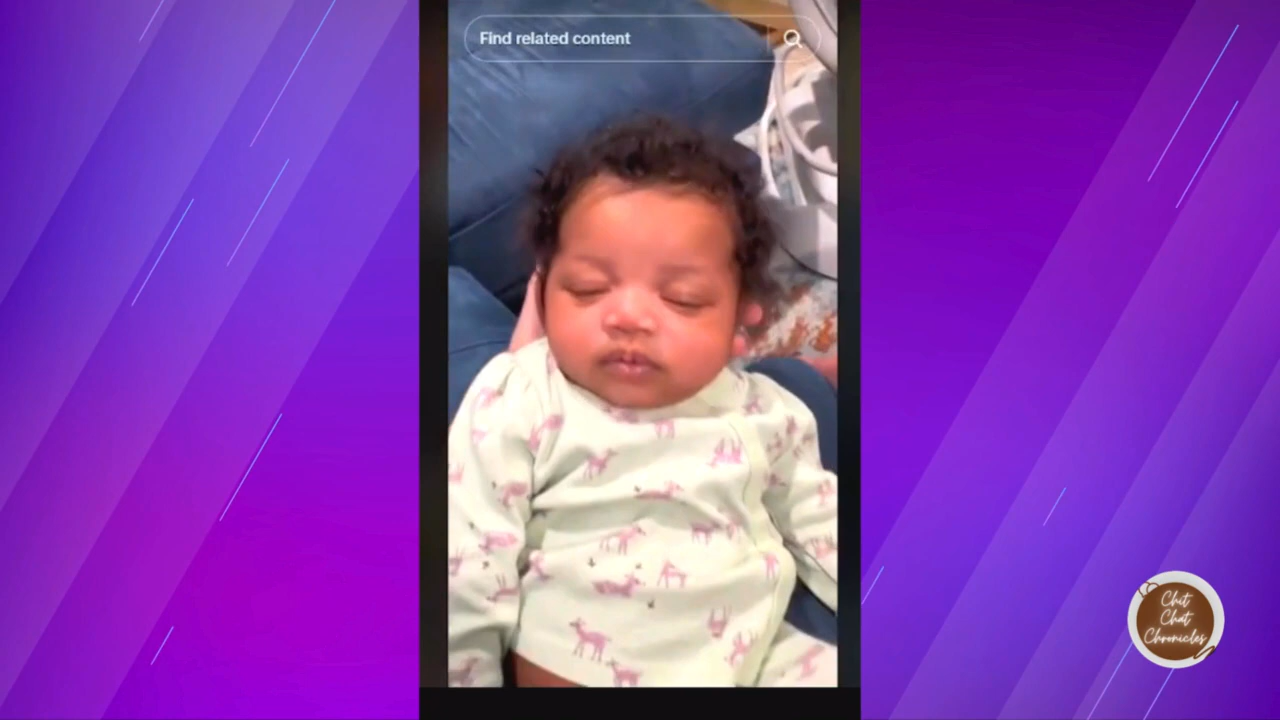 Find related content
Chit
Chat
Chronicles